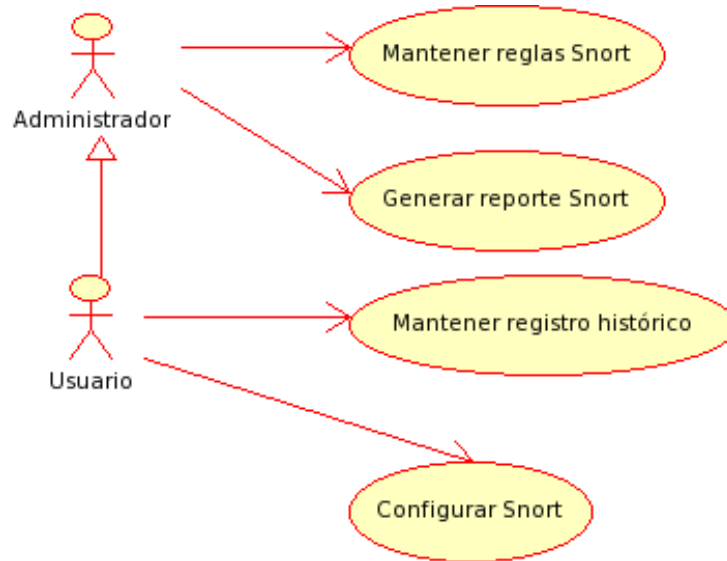 Mantener reglas Snort
Administrador
Generar reporte Snort
Mantener registro histórico
Usuario
Configurar Snort